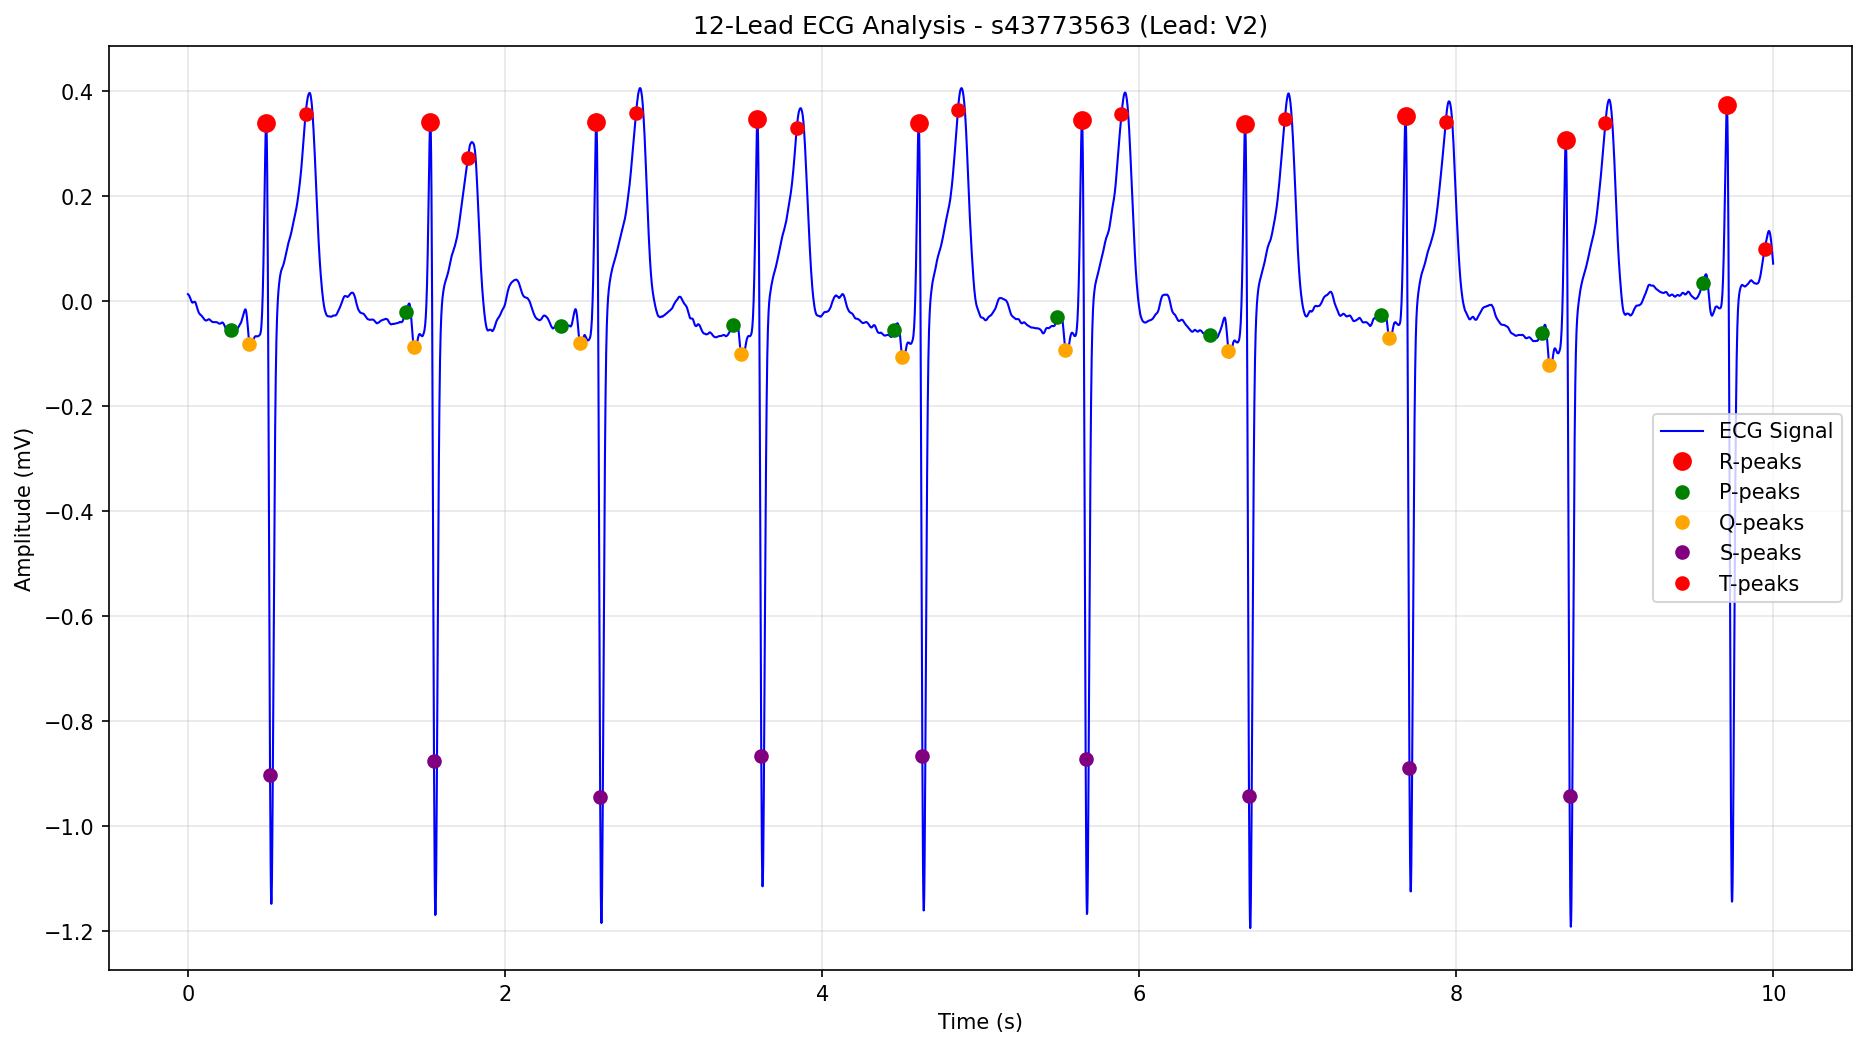 12-Lead ECG Analysis - s43773563 (Lead: V2)
Amplitude (mV)
0.4
0.2
0.0
−0.2
−0.4
−0.6
−0.8
−1.0
−1.2
ECG Signal
R-peaks
P-peaks
Q-peaks
S-peaks
T-peaks
0 2 4 6 8 10
Time (s)